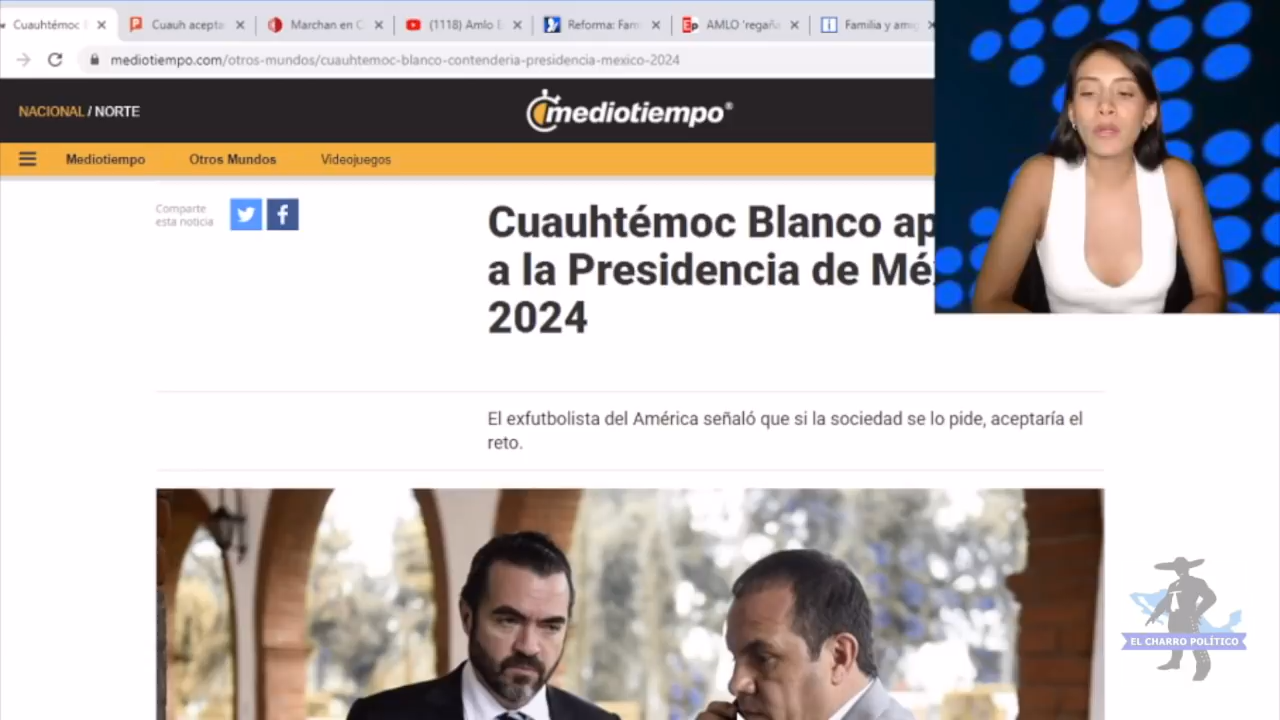 Cuauhtémoc
Cuauh acepta
Marchan en C
(1118) Amlo E
Reforma: Fam
AMLO 'regaña
Familia y amig
mediotiempo.com/otros-mundos/cuauhtemoc-blanco-contenderia-presidencia-mexico-2024
NACIONAL / NORTE
mediotiempo®
Mediotiempo
Otros Mundos
Videojuegos
Comparte
esta noticia
Cuauhtémoc Blanco ap
a la Presidencia de Mé
2024
El exfutbolista del América señaló que si la sociedad se lo pide, aceptaría el
reto.
EL CHARRO POLÍTICO